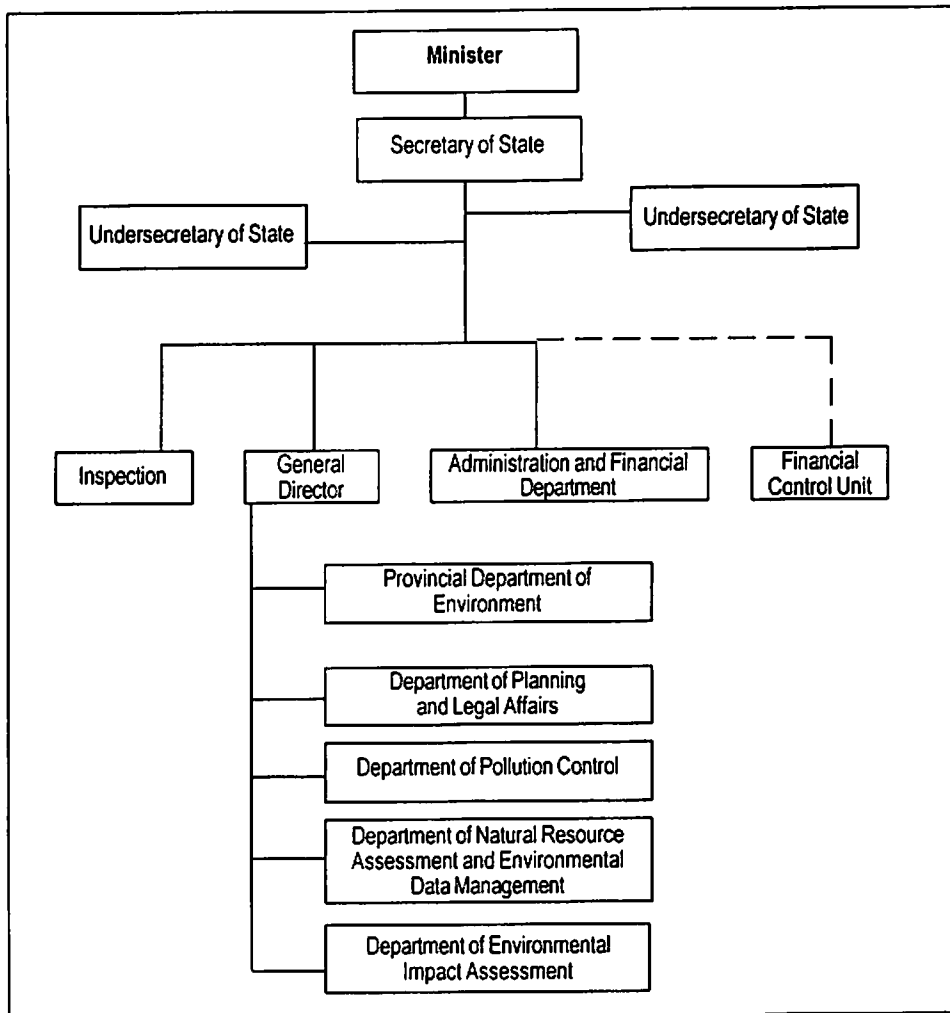 Minister
Secretary of State
Undersecretary of State
Undersecretary of State
Inspection
General
Director
Administration and Financial
Department
Financial
Control Unit
Provincial Department of
Environment
Department of Planning
and Legal Affairs
Department of Pollution Control
Department of Natural Resource
Assessment and Environmental
Data Management
Department of Environmental
Impact Assessment